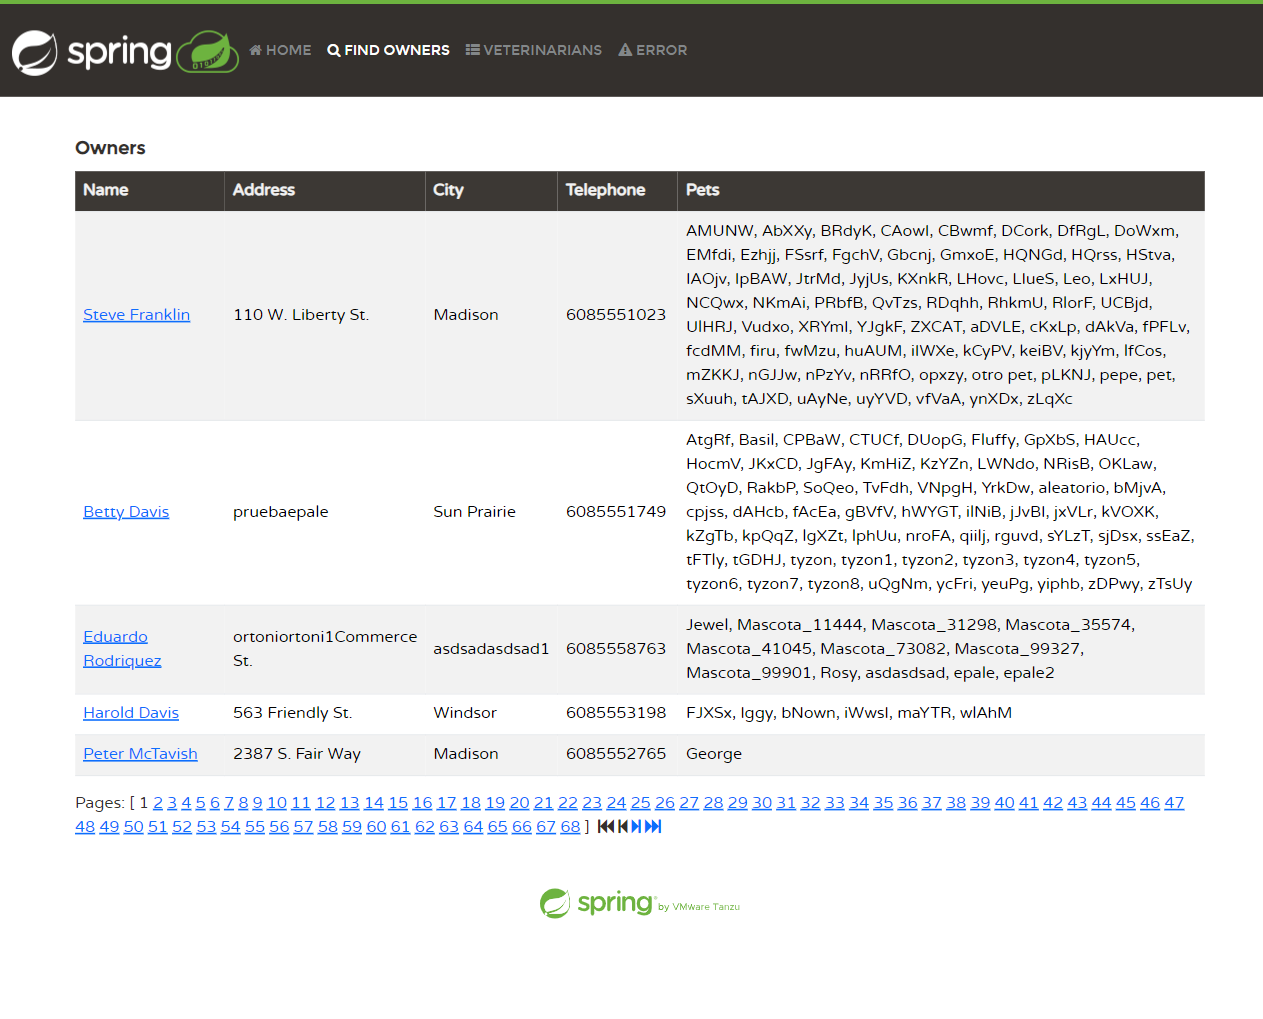 spring HOME FIND OWNERS VETERINARIANS ERROR
Owners
Name Address City Telephone Pets
Steve Franklin 110 W. Liberty St. Madison 6085551023
AMUNW, AbXXy, BRdyK, CAowl, CBwmf, DCork, DfRgL, DoWxm,
EMfdi, Ezhjj, FSsrf, FgchV, Gbcnj, GmxoE, HQNGd, HQrss, HStva,
IAOjv, IpBAW, JtrMd, JyjUs, KXnkR, LHovc, LIueS, Leo, LxHUJ,
NCQwx, NKmAi, PRbfB, QvTzs, RDqhh, RhkmU, RlorF, UCBjd,
UlHRJ, Vudxo, XRYml, YJgkF, ZXCAT, aDVLE, cKxLp, dAkVa, fPFLv,
fcdMM, firu, fwMzu, huAUM, iIWXe, kCyPV, keiBV, kjyYm, lfCos,
mZKKJ, nGJJw, nPzYv, nRRfO, opxzy, otro pet, pLKNJ, pepe, pet,
sXuuh, tAJXD, uAyNe, uyYVD, vfVaA, ynXDx, zLqXc
Betty Davis pruebaepale Sun Prairie 6085551749
AtgRf, Basil, CPBaW, CTUCf, DUopG, Fluffy, GpXbS, HAUcc,
HocmV, JKxCD, JgFAy, KmHiZ, KzYZn, LWNdo, NRisB, OKLaw,
QtOyD, RakbP, SoQeo, TvFdh, VNpgH, YrkDw, aleatorio, bMjvA,
cpjss, dAHcb, fAcEa, gBVfV, hWYGT, ilNiB, jJvBl, jxVLr, kVOXK,
kZgTb, kpQqZ, lgXZt, lphUu, nroFA, qiilj, rguvd, sYLzT, sjDsx, ssEaZ,
tFTly, tGDHJ, tyzon, tyzon1, tyzon2, tyzon3, tyzon4, tyzon5,
tyzon6, tyzon7, tyzon8, uQgNm, ycFri, yeuPg, yiphb, zDPwy, zTsUy
Eduardo
Rodriquez
ortoniortoni1Commerce
St.
asdsadasdsad1 6085558763
Jewel, Mascota_11444, Mascota_31298, Mascota_35574,
Mascota_41045, Mascota_73082, Mascota_99327,
Mascota_99901, Rosy, asdasdsad, epale, epale2
Harold Davis 563 Friendly St. Windsor 6085553198 FJXSx, Iggy, bNown, iWwsI, maYTR, wlAhM
Peter McTavish 2387 S. Fair Way Madison 6085552765 George
Pages: [ 1 2 3 4 5 6 7 8 9 10 11 12 13 14 15 16 17 18 19 20 21 22 23 24 25 26 27 28 29 30 31 32 33 34 35 36 37 38 39 40 41 42 43 44 45 46 47
48 49 50 51 52 53 54 55 56 57 58 59 60 61 62 63 64 65 66 67 68 ]
spring by VMware Tanzu